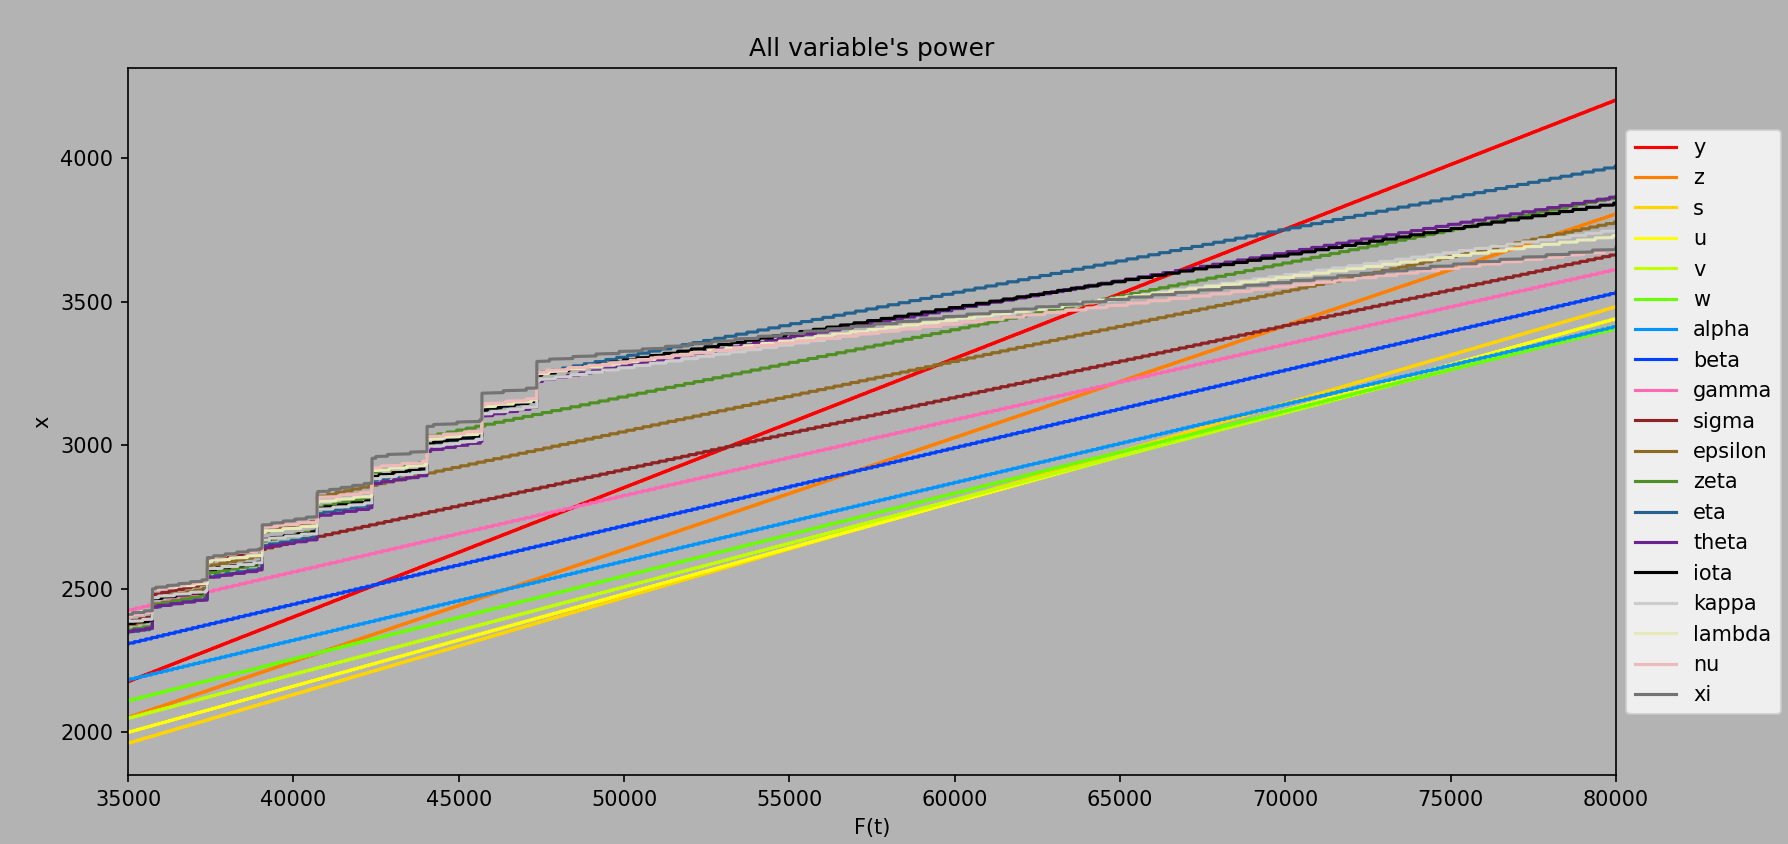 All variable's power
4000
3500
3000
2500
2000
x
35000 40000 45000 50000 55000 60000 65000 70000 75000 80000
F(t)
y
z
s
u
v
w
alpha
beta
gamma
sigma
epsilon
zeta
eta
theta
iota
kappa
lambda
nu
xi